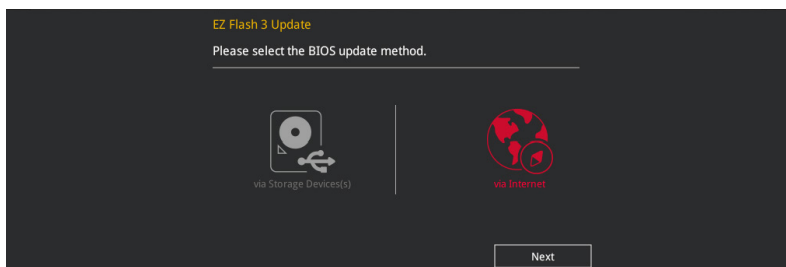 EZ Flash 3 Update
Please select the BIOS update method.
via Storage Devices(s)
via Internet
Next